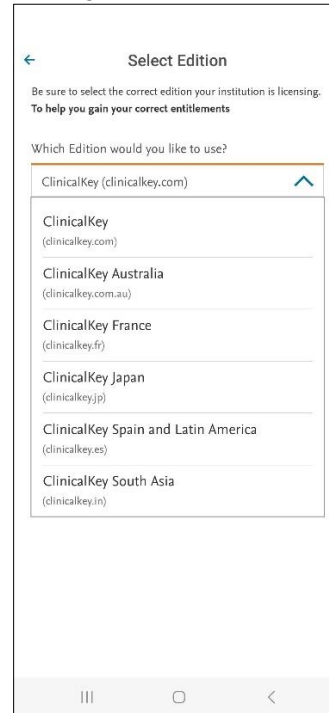 Select Edition
Be sure to select the correct edition your institution is licensing.
To help you gain your correct entitlements
Which Edition would you like to use?
ClinicalKey (clinicalkey.com)
ClinicalKey
(clinicalkey.com)
ClinicalKey Australia
(clinicalkey.com.au)
ClinicalKey France
(clinicalkey.fr)
ClinicalKey Japan
(clinicalkey.jp)
ClinicalKey Spain and Latin America
(clinicalkey.es)
ClinicalKey South Asia
(clinicalkey.in)